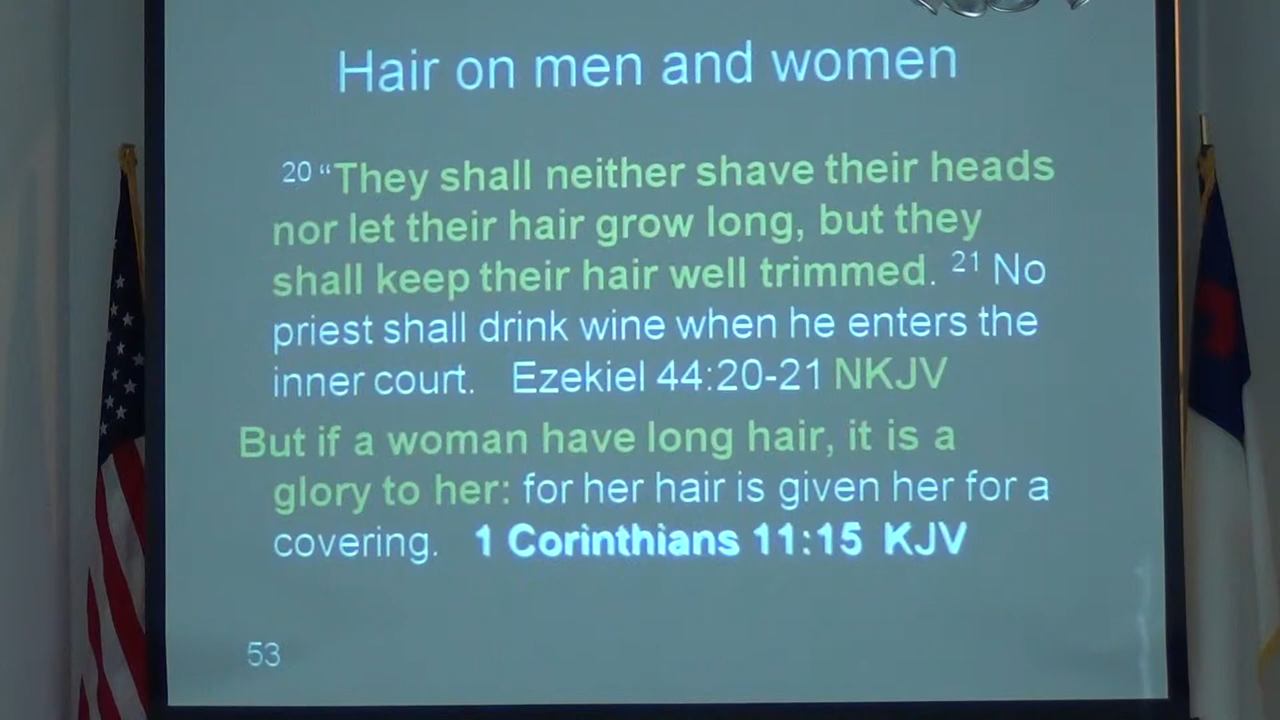 Hair on men and women
20 “They shall neither shave their heads
nor let their hair grow long, but they
shall keep their hair well trimmed. 21 No
priest shall drink wine when he enters the
inner court. Ezekiel 44:20-21 NKJV
But if a woman have long hair, it is a
glory to her: for her hair is given her for a
covering. 1 Corinthians 11:15 KJV
53